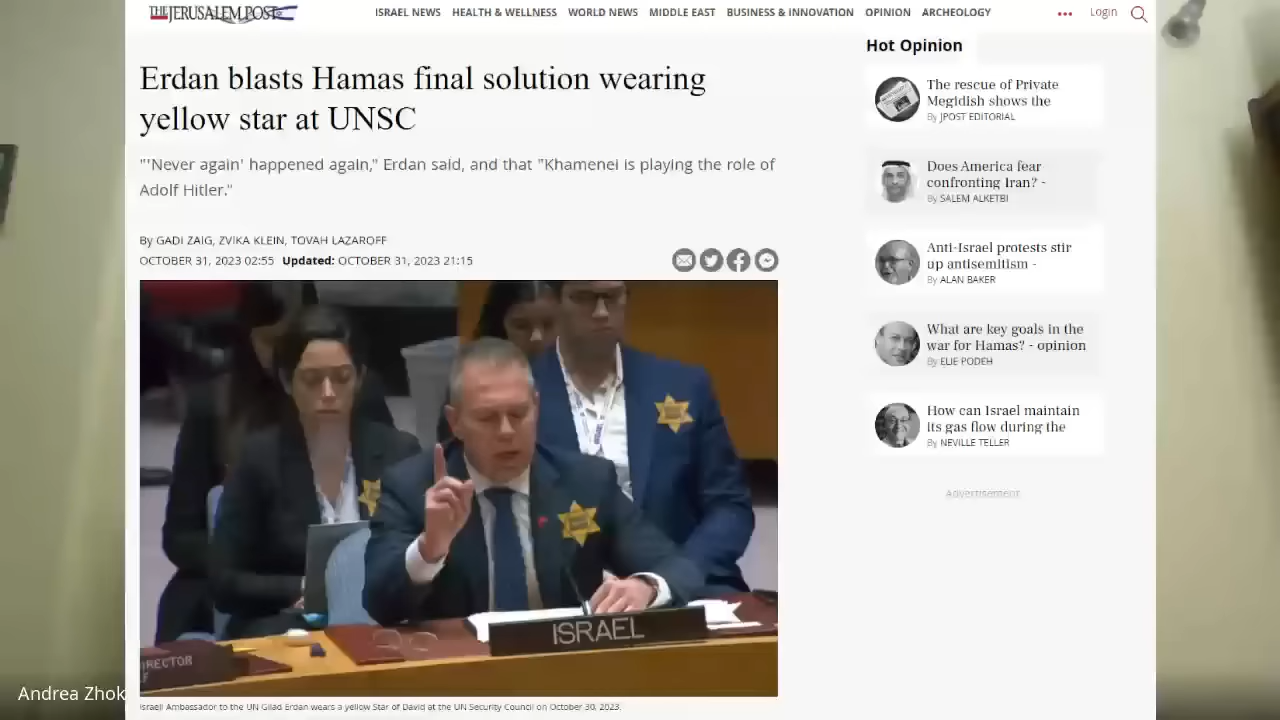 THE JERUSALEM POST
ISRAEL NEWS HEALTH & WELLNESS WORLD NEWS MIDDLE EAST BUSINESS & INNOVATION OPINION ARCHEOLOGY
Login
Erdan blasts Hamas final solution wearing
yellow star at UNSC
"'Never again' happened again," Erdan said, and that "Khamenei is playing the role of
Adolf Hitler."
By GADI ZAIG, ZVIKA KLEIN, TOVAH LAZAROFF
OCTOBER 31, 2023 02:55 Updated: OCTOBER 31, 2023 21:15
ISRAEL
DIRECTOR
Israeli Ambassador to the UN Gilad Erdan wears a yellow Star of David at the UN Security Council on October 30, 2023.
Hot Opinion
The rescue of Private
Megidish shows the
By JPOST EDITORIAL
Does America fear
confronting Iran? -
By SALEM ALKETBI
Anti-Israel protests stir
up antisemitism -
By ALAN BAKER
What are key goals in the
war for Hamas? - opinion
By ELIE PODEH
How can Israel maintain
its gas flow during the
By NEVILLE TELLER
Advertisement
Andrea Zhok